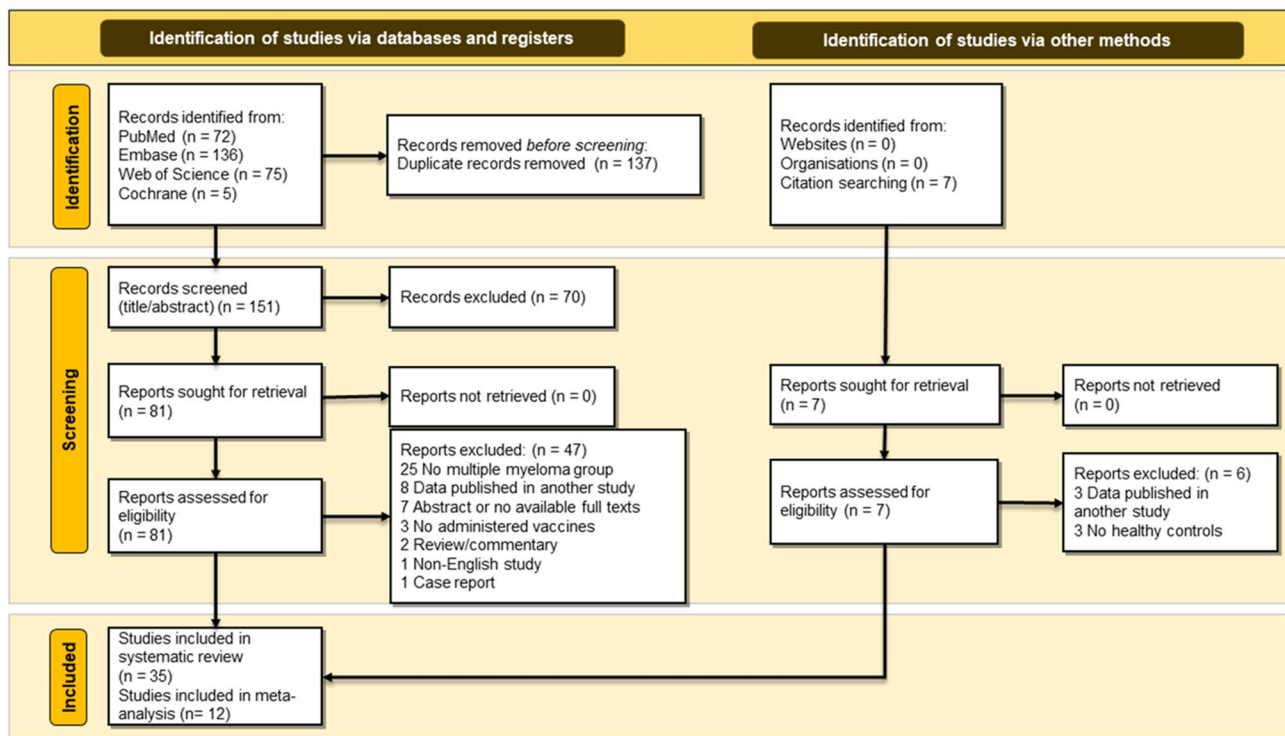 Identification of studies via databases and registers
Identification of studies via other methods
Identification
Records identified from:
PubMed (n = 72)
Embase (n = 136)
Web of Science (n = 75)
Cochrane (n = 5)
Records removed before screening:
Duplicate records removed (n = 137)
Records identified from:
Websites (n = 0)
Organisations (n = 0)
Citation searching (n = 7)
Screening
Records screened
(title/abstract) (n = 151)
Records excluded (n = 70)
Reports sought for retrieval
(n = 81)
Reports not retrieved (n = 0)
Reports sought for retrieval
(n = 7)
Reports not retrieved
(n = 0)
Reports assessed for
eligibility
(n = 81)
Reports excluded: (n = 47)
25 No multiple myeloma group
8 Data published in another study
7 Abstract or no available full texts
3 No administered vaccines
2 Review/commentary
1 Non-English study
1 Case report
Reports assessed for
eligibility (n = 7)
Reports excluded: (n = 6)
3 Data published in
another study
3 No healthy controls
Included
Studies included in
systematic review
(n = 35)
Studies included in meta-
analysis (n= 12)